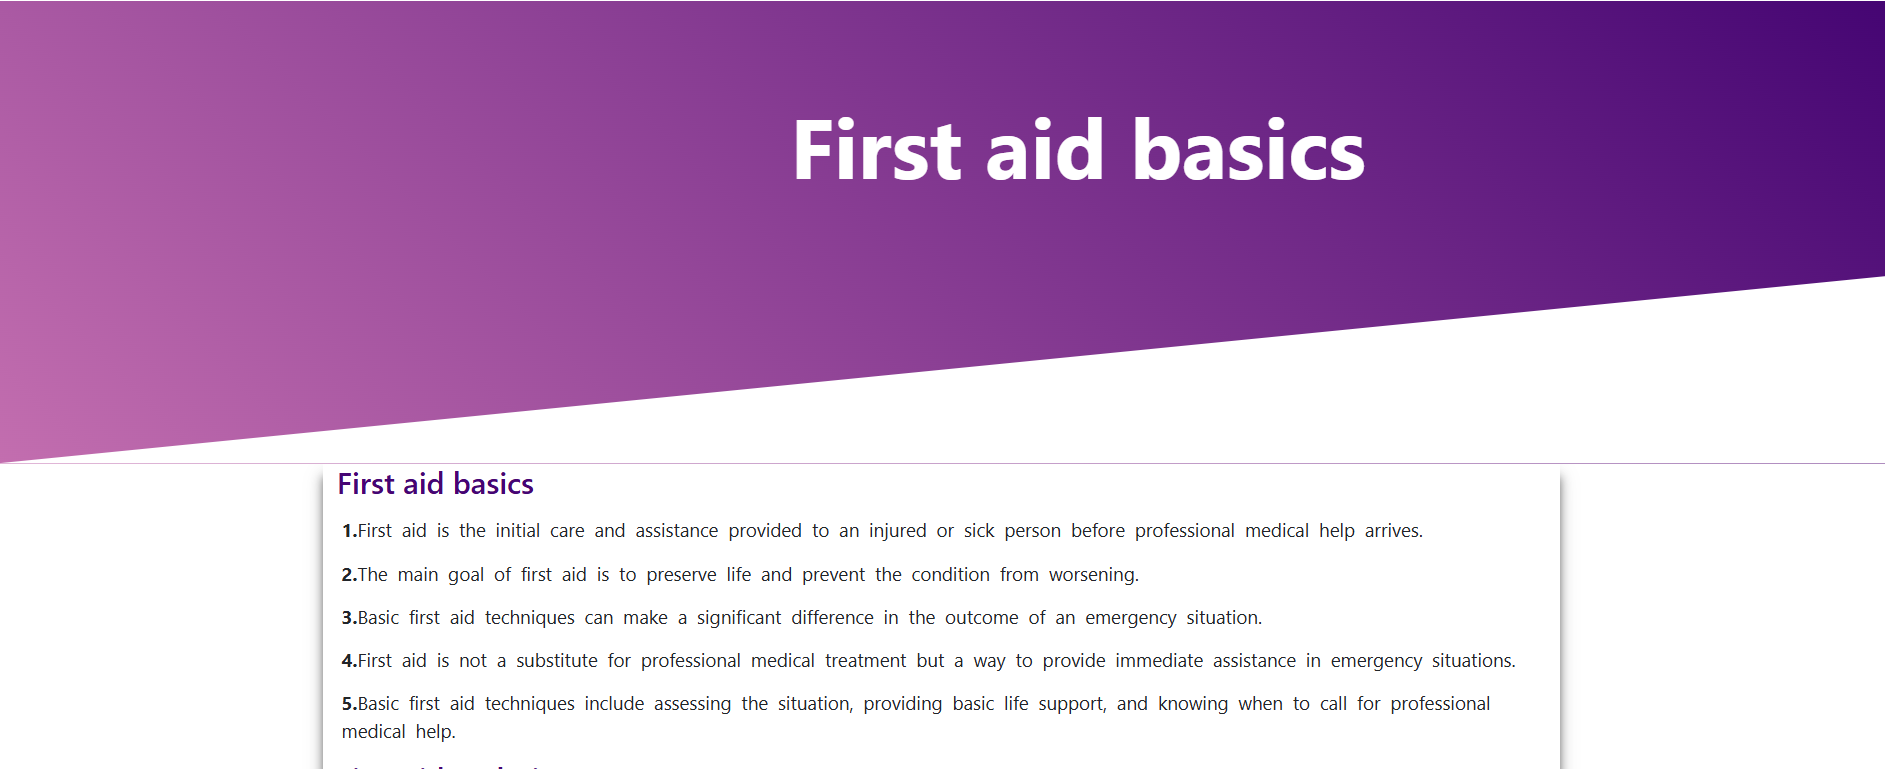 First aid basics
First aid basics
1.First aid is the initial care and assistance provided to an injured or sick person before professional medical help arrives.
2.The main goal of first aid is to preserve life and prevent the condition from worsening.
3.Basic first aid techniques can make a significant difference in the outcome of an emergency situation.
4.First aid is not a substitute for professional medical treatment but a way to provide immediate assistance in emergency situations.
5.Basic first aid techniques include assessing the situation, providing basic life support, and knowing when to call for professional
medical help.